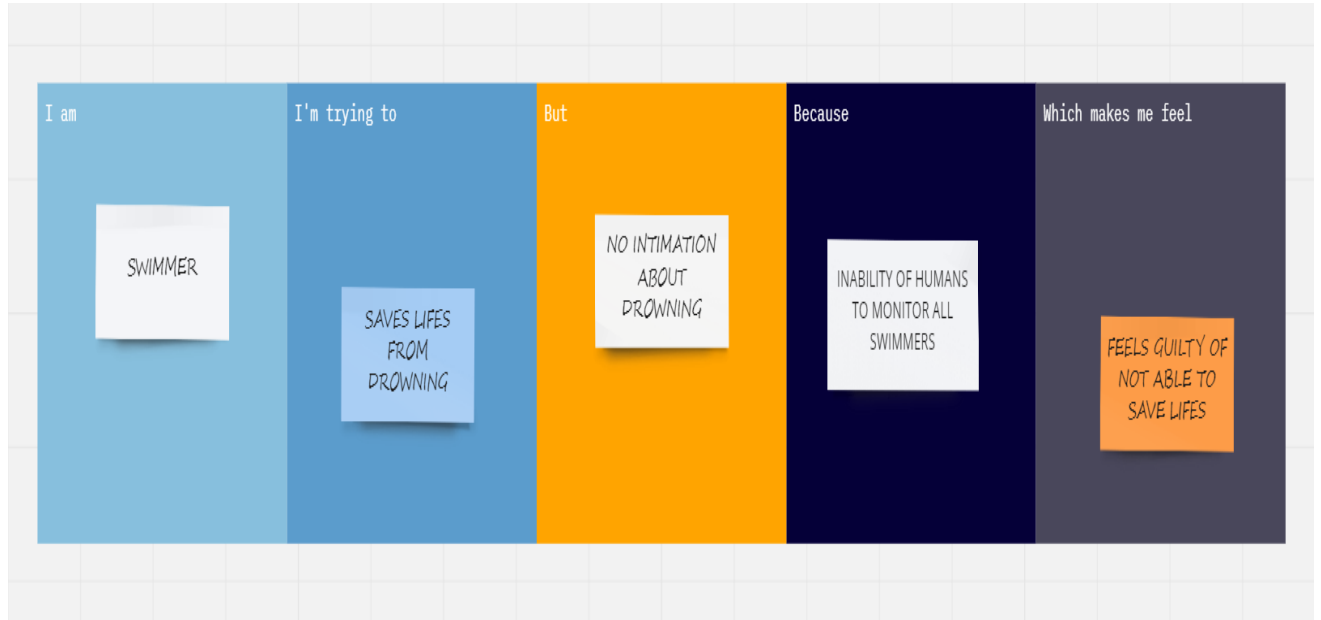 I am
SWIMMER
I'm trying to
SAVES LIFES
FROM
DROWNING
But
NO INTIMATION
ABOUT
DROWNING
Because
INABILITY OF HUMANS
TO MONITOR ALL
SWIMMERS
Which makes me feel
FEELS GUILTY OF
NOT ABLE TO
SAVE LIFES